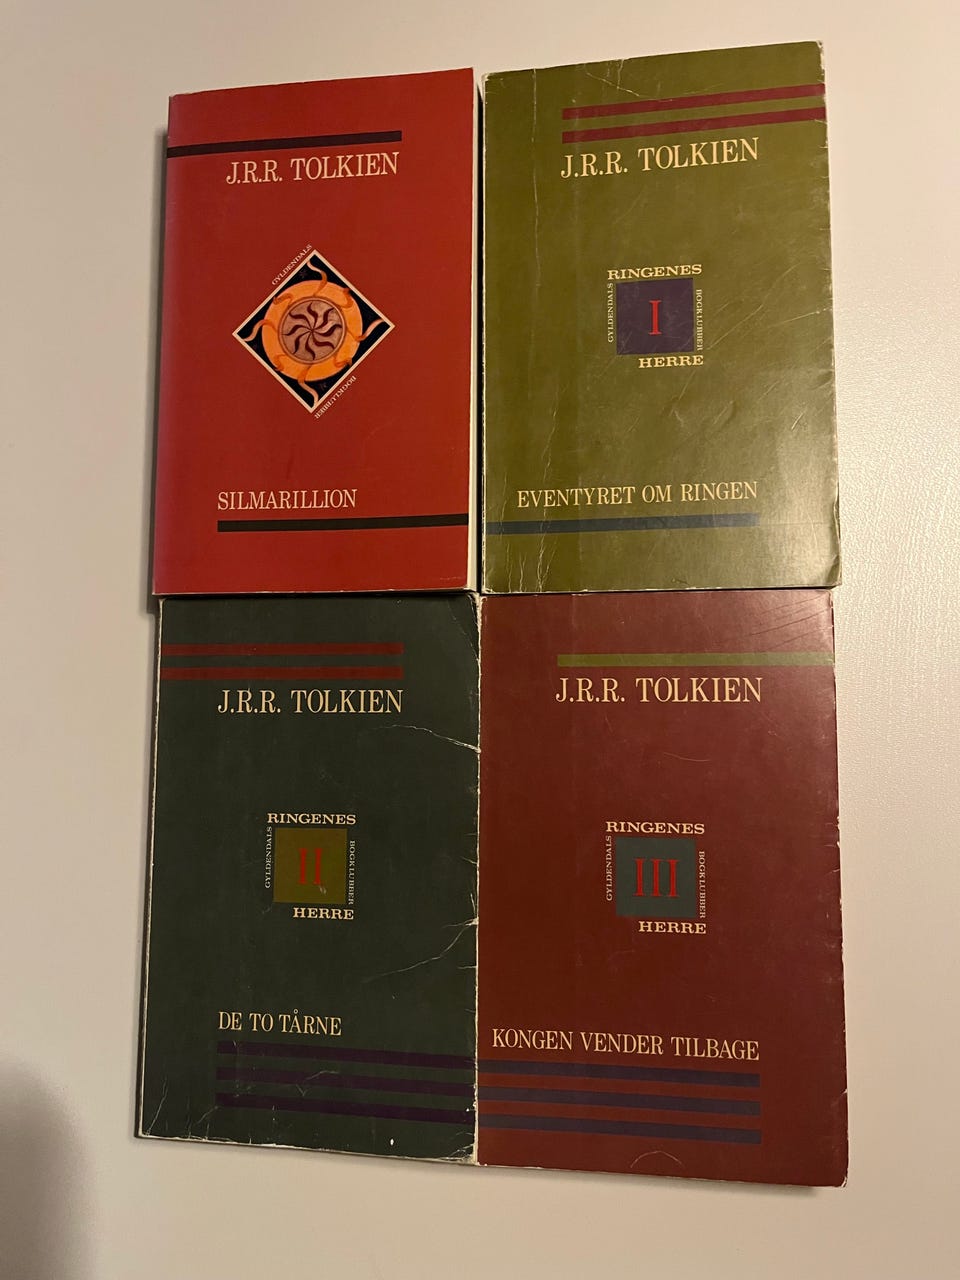 J.R.R. TOLKIEN
GYLDENDALS
BOGKLUBBER
SILMARILLION
J.R.R. TOLKIEN
RINGENES
GYLDENDALS
I
BOGKLUBBER
HERRE
EVENTYRET OM RINGEN
J.R.R. TOLKIEN
RINGENES
GYLDENDALS
II
BOGKLUBBER
HERRE
DE TO TÅRNE
J.R.R. TOLKIEN
RINGENES
GYLDENDALS
III
BOGKLUBBER
HERRE
KONGEN VENDER TILBAGE